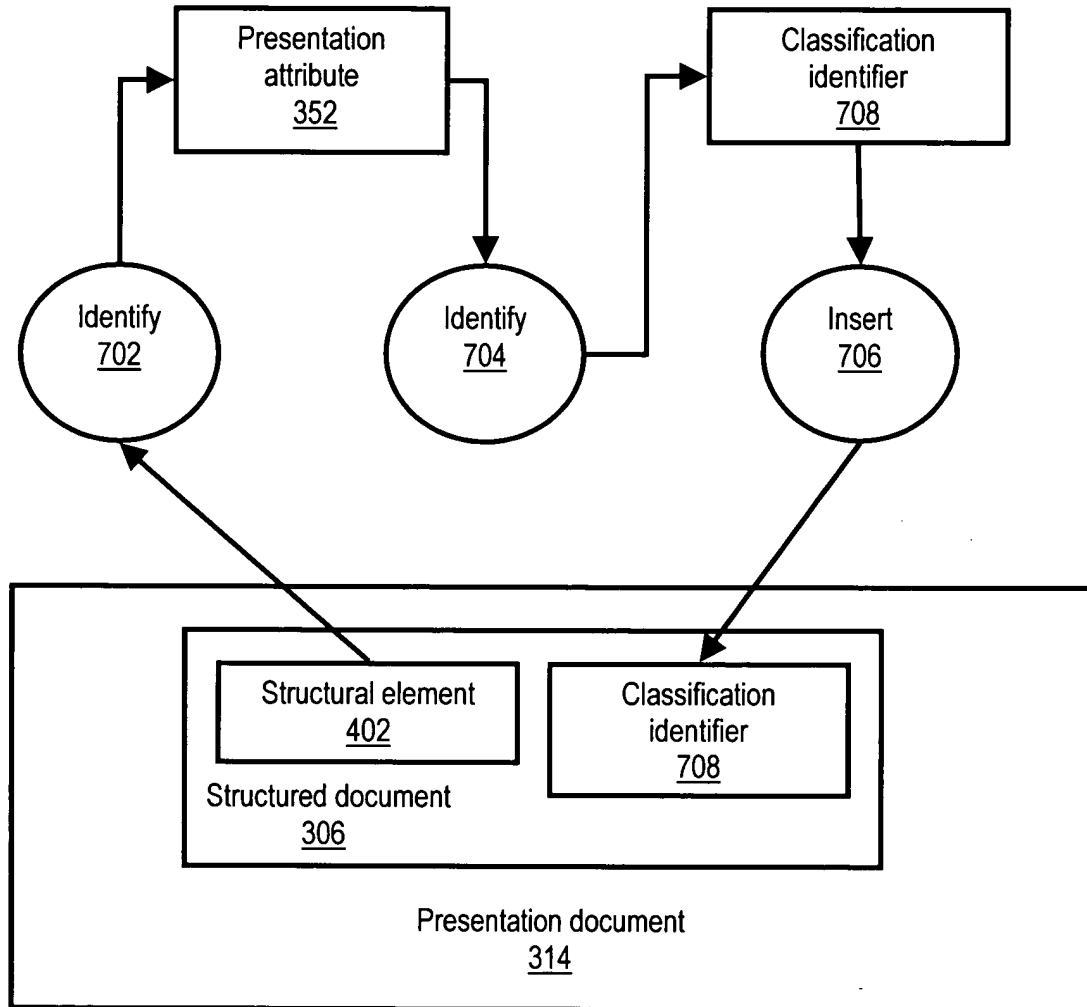 Presentation
attribute
352
Classification
identifier
708
Identify
702
Identify
704
Insert
706
Structural element
402
Classification
identifier
708
Structured document
306
Presentation document
314